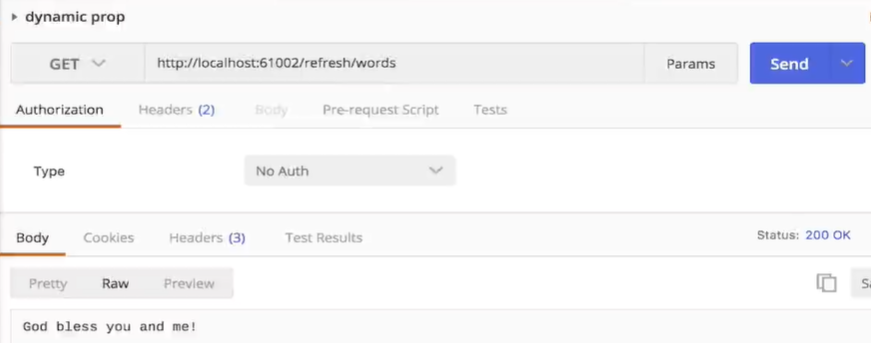 dynamic prop
GET http://localhost:61002/refresh/words Params Send
Authorization Headers (2) Body Pre-request Script Tests
Type No Auth
Body Cookies Headers (3) Test Results Status: 200 OK
Pretty Raw Preview
God bless you and me!